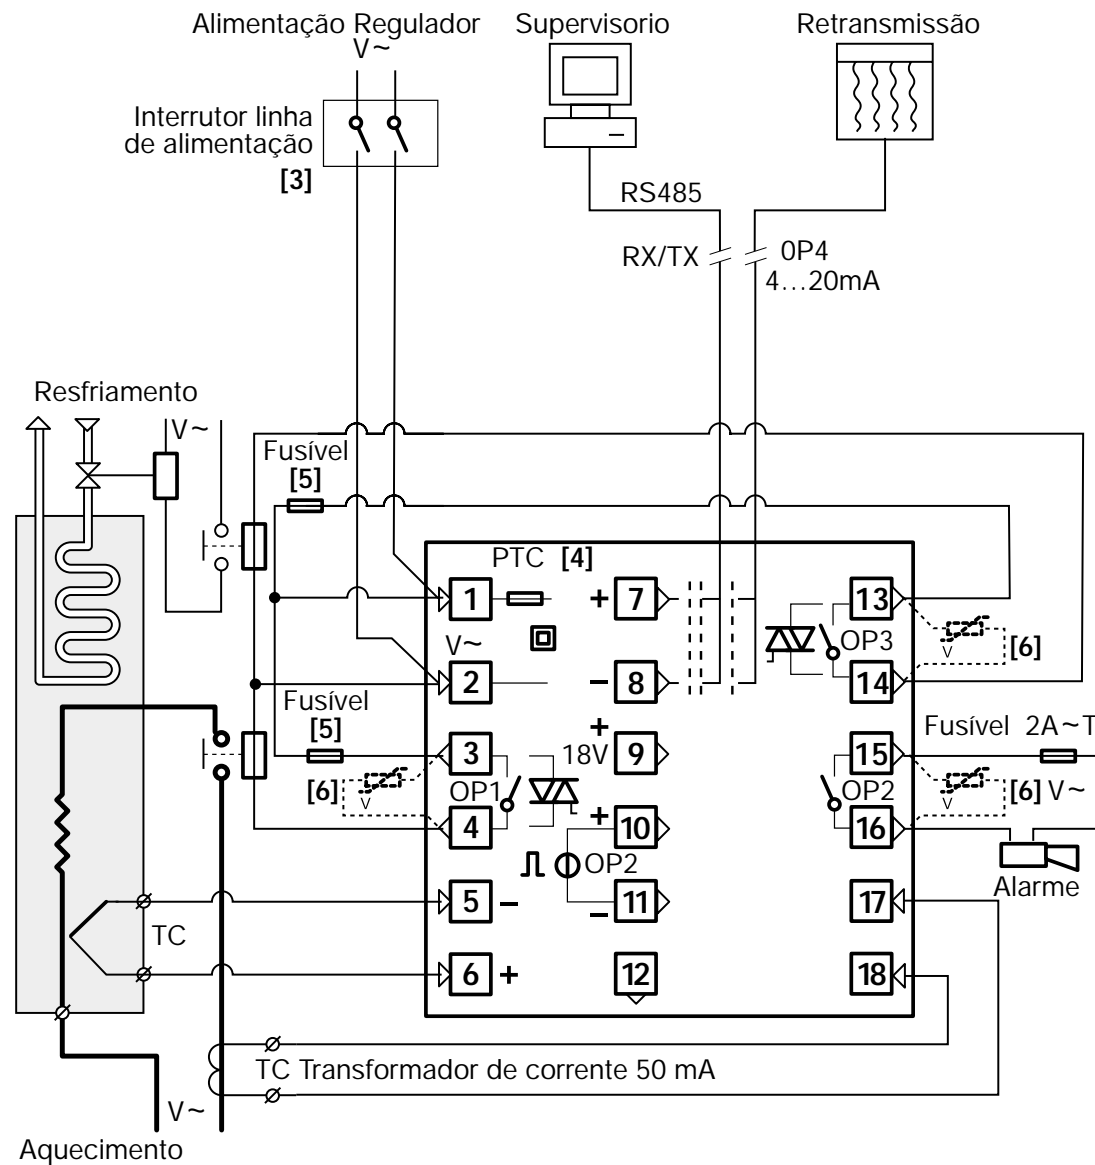 Alimentação Regulador
V~
Supervisorio
Retransmissão
Interrutor linha
de alimentação
[3]
RS485
RX/TX
0P4
4...20mA
Resfriamento
V~
Fusível
[5]
PTC [4]
1
+ 7
13
OP3
V
[6]
V~
2
− 8
14
Fusível
[5]
Fusível 2A~T
3
+
18V 9
15
[6]
V
OP1
OP2
V
[6] V~
4
+ 10
16
OP2
Alarme
5 −
− 11
17
TC
6 +
12
18
TC Transformador de corrente 50 mA
V~
Aquecimento